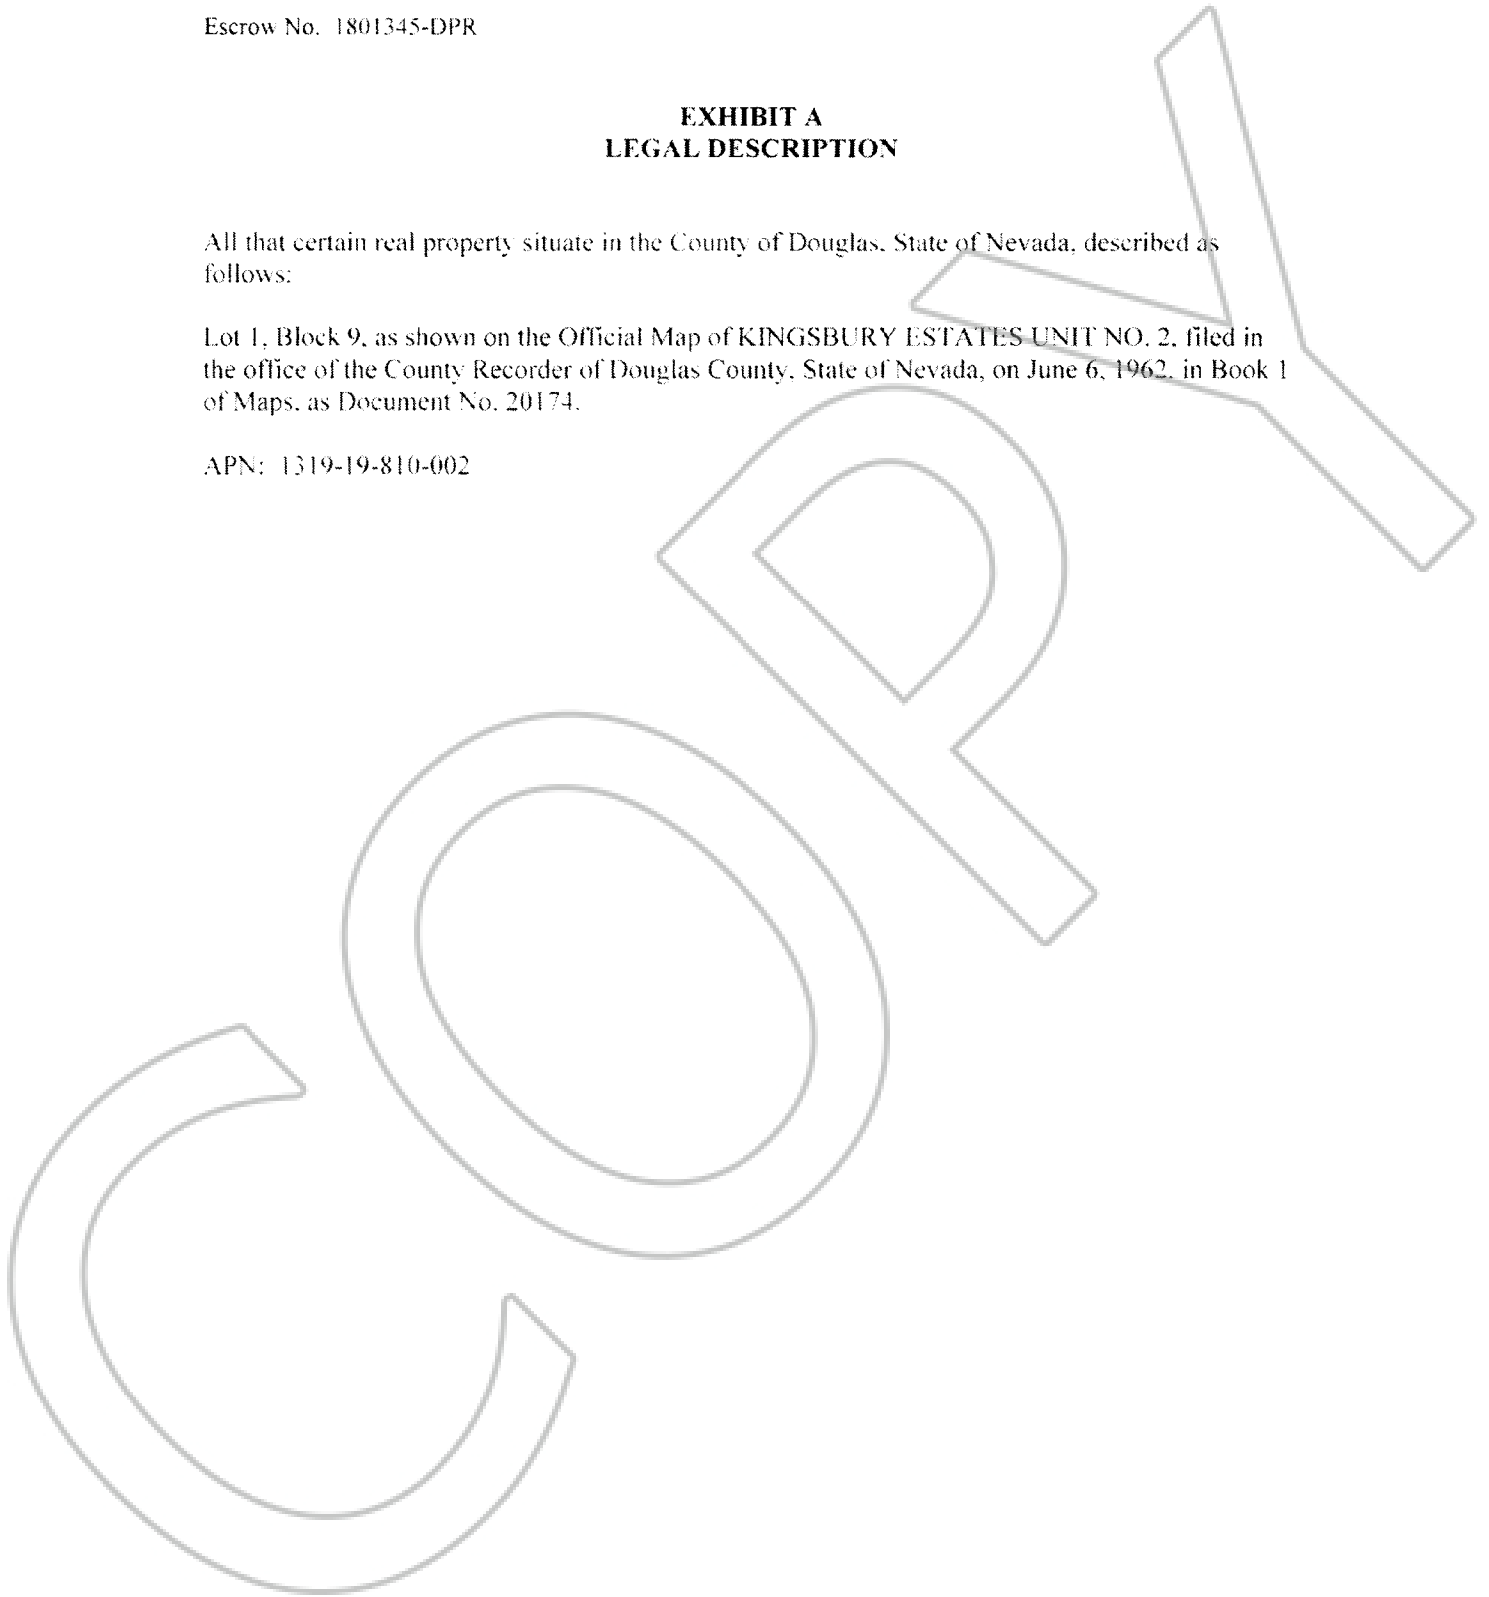 Escrow No. 1801345-DPR
EXHIBIT A
LEGAL DESCRIPTION
All that certain real property situate in the County of Douglas, State of Nevada, described as
follows:
Lot 1, Block 9, as shown on the Official Map of KINGSBURY ESTATES UNIT NO. 2, filed in
the office of the County Recorder of Douglas County, State of Nevada, on June 6, 1962, in Book 1
of Maps, as Document No. 20174.
APN: 1319-19-810-002
COPY